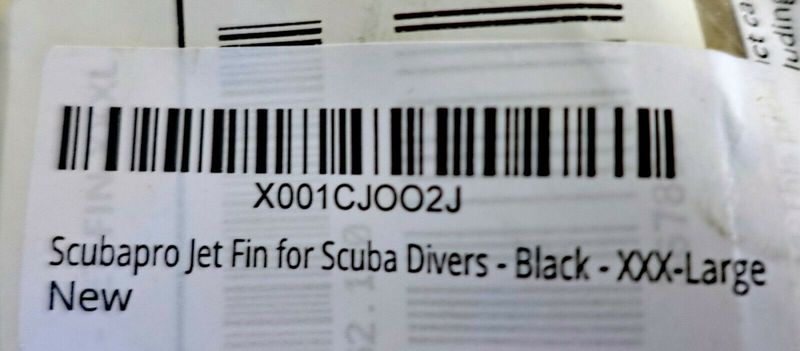 X001CJOO2J
Scubapro Jet Fin for Scuba Divers - Black - XXX-Large
New